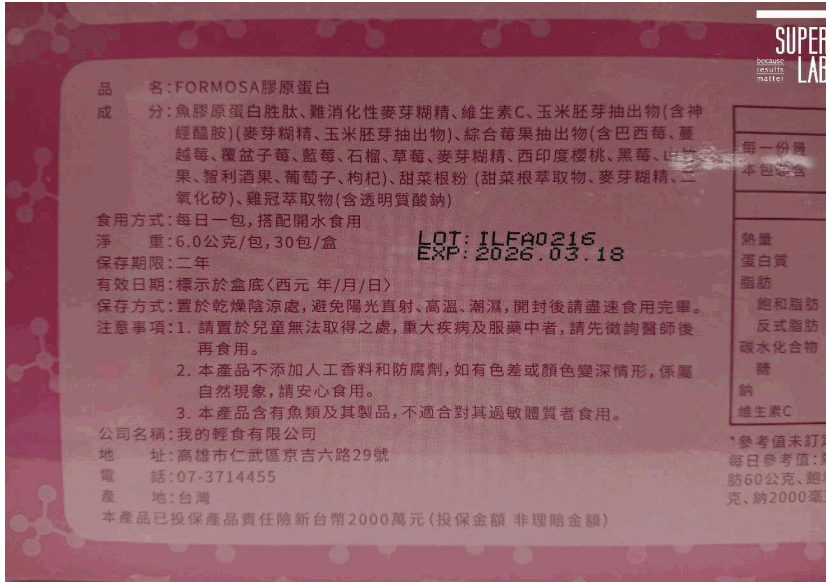 SUPER
LAB
because
results
matter
品　　名:FORMOSA膠原蛋白
成　　分:魚膠原蛋白胜肽、難消化性麥芽糊精、維生素C、玉米胚芽抽出物(含神
經醯胺)(麥芽糊精、玉米胚芽抽出物)、綜合莓果抽出物(含巴西莓、蔓
越莓、覆盆子莓、藍莓、石榴、草莓、麥芽糊精、西印度櫻桃、黑莓、山竹
果、智利酒果、葡萄子、枸杞)、甜菜根粉 (甜菜根萃取物、麥芽糊精、二
氧化矽)、雞冠萃取物(含透明質酸鈉)
食用方式:每日一包,搭配開水食用
淨　　重:6.0公克/包,30包/盒
LOT: ILFA0216
EXP: 2026.03.18
保存期限:二年
有效日期:標示於盒底〈西元 年/月/日〉
保存方式:置於乾燥陰涼處,避免陽光直射、高溫、潮濕,開封後請盡速食用完畢。
注意事項:1. 請置於兒童無法取得之處,重大疾病及服藥中者,請先徵詢醫師後
再食用。
2. 本產品不添加人工香料和防腐劑,如有色差或顏色變深情形,係屬
自然現象,請安心食用。
3. 本產品含有魚類及其製品,不適合對其過敏體質者食用。
公司名稱:我的輕食有限公司
地　　址:高雄市仁武區京吉六路29號
電　　話:07-3714455
產　　地:台灣
本產品已投保產品責任險新台幣2000萬元(投保金額 非理賠金額)
每一份量
本包裝含
熱量
蛋白質
脂肪
飽和脂肪
反式脂肪
碳水化合物
糖
鈉
維生素C
*參考值未訂定
每日參考值:
肪60公克、飽和
克、鈉2000毫